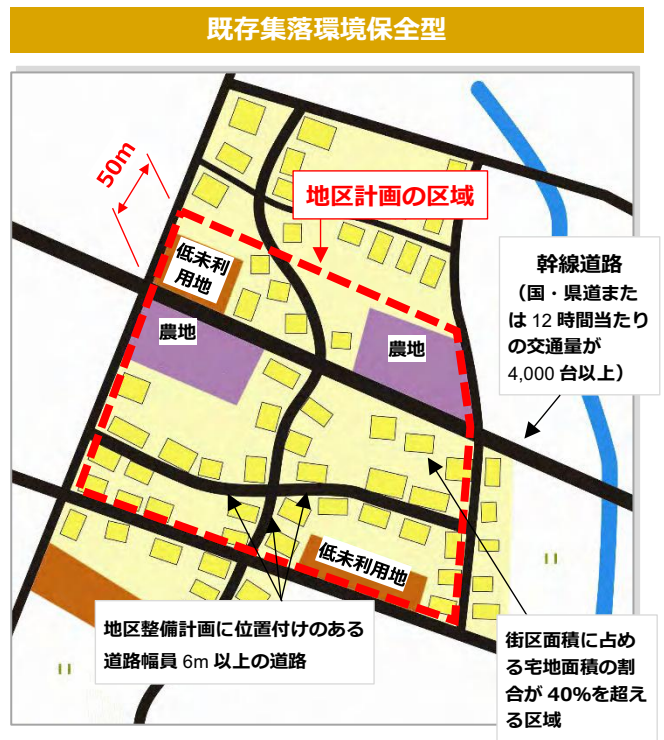 既存集落環境保全型
50m
地区計画の区域
低未利
用地
幹線道路
(国・県道また
は 12 時間当たり
の交通量が
4,000 台以上)
農地
農地
低未利用地
地区整備計画に位置付けのある
道路幅員 6m 以上の道路
街区面積に占め
る宅地面積の割
合が 40%を超え
る区域